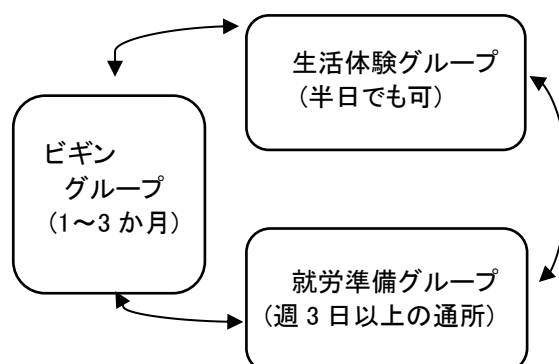 生活体験グループ
（半日でも可）
ビギン
グループ
（1～3 か月）
就労準備グループ
（週 3 日以上の通所）